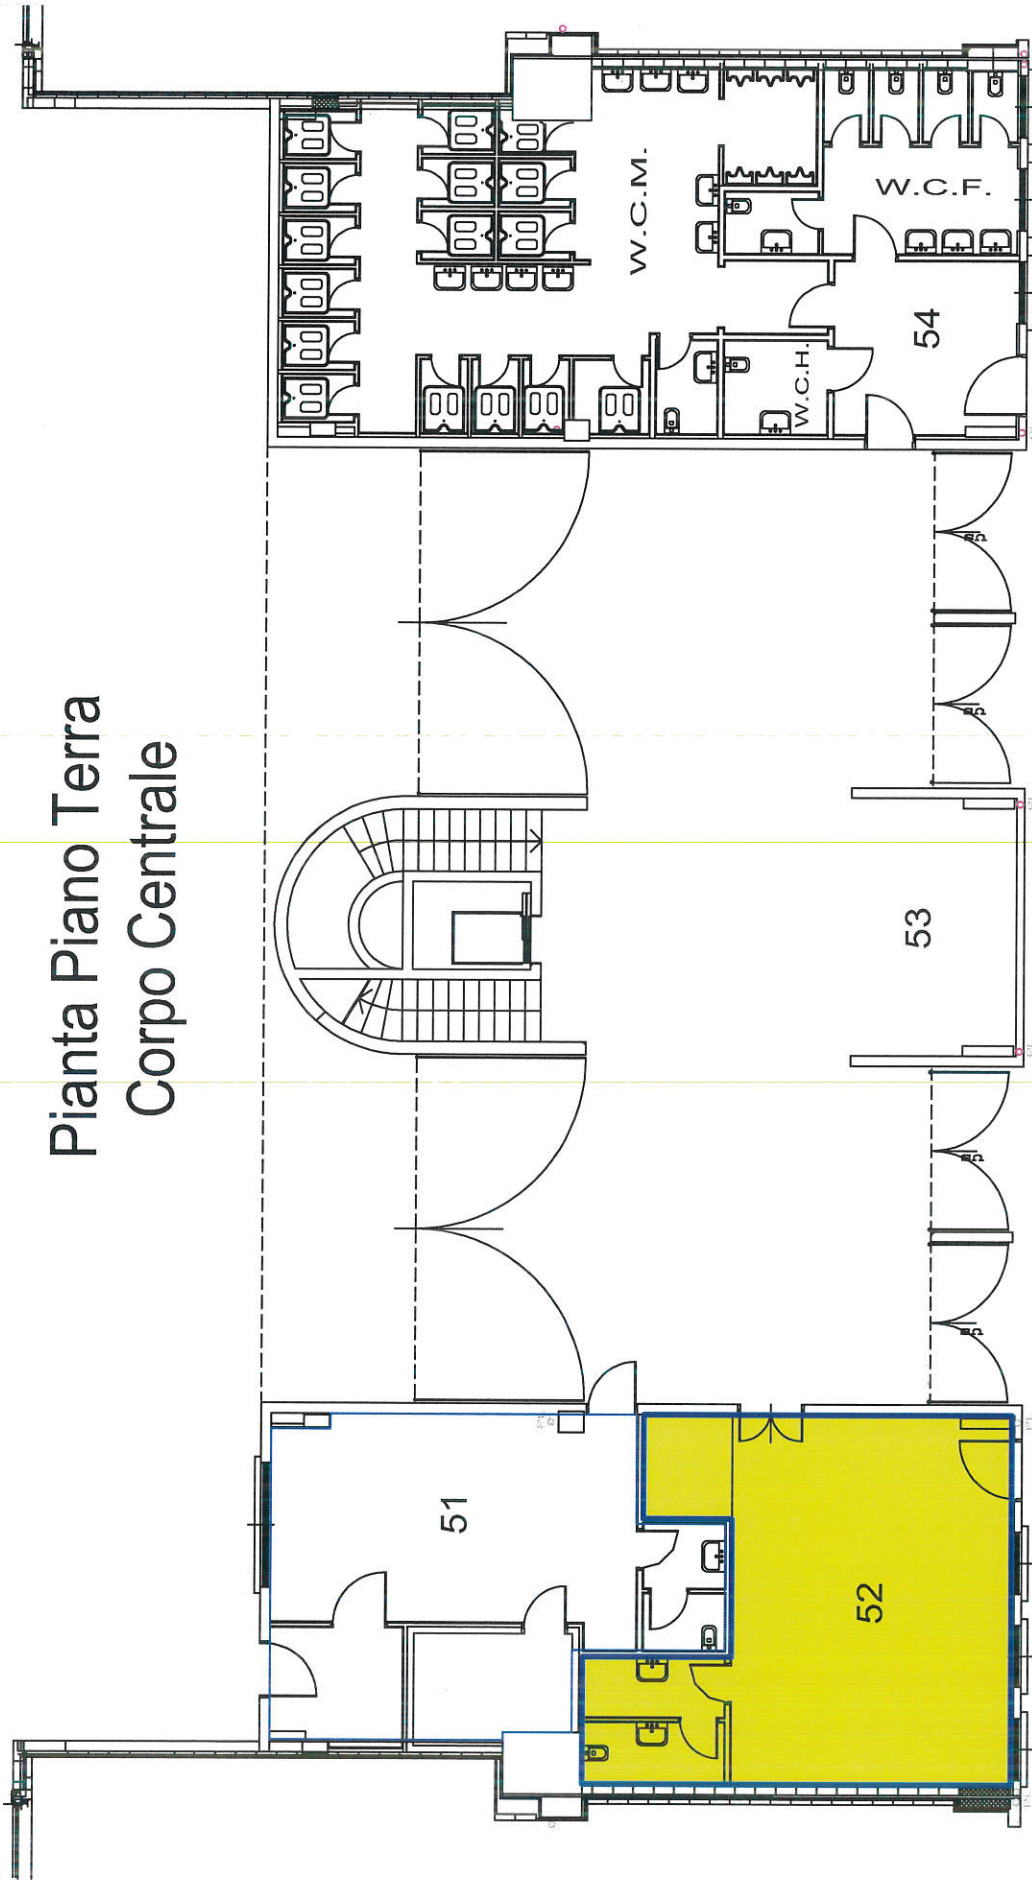 Pianta Piano Terra
Corpo Centrale
W.C.M.
W.C.F.
54
W.C.H.
53
51
52